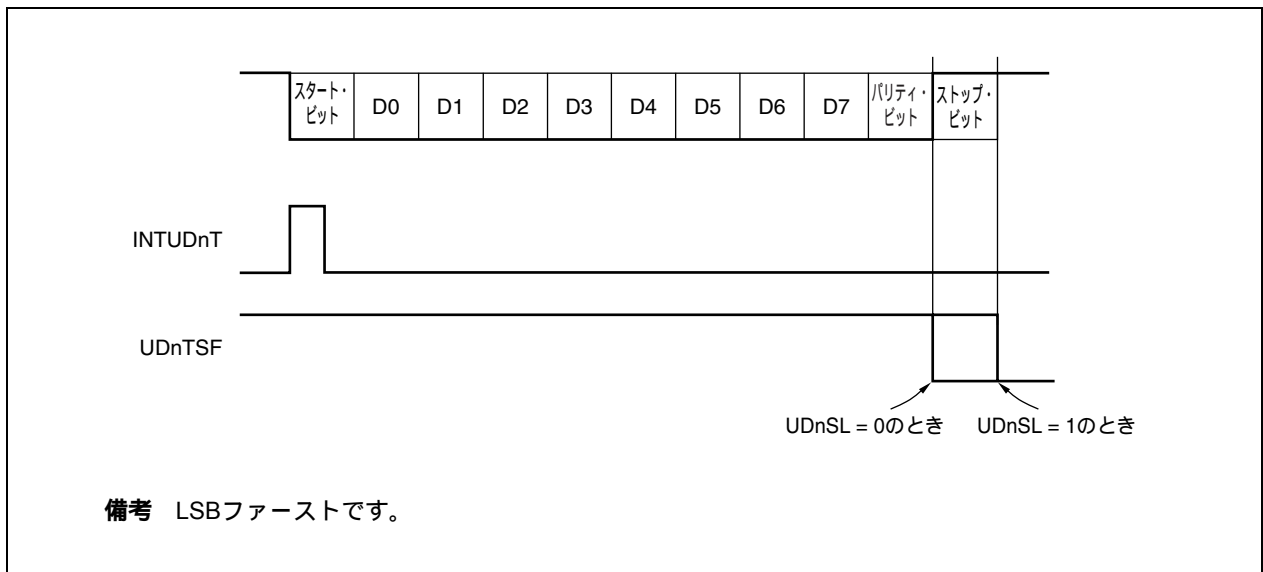 スタート・
ビット
D0
D1
D2
D3
D4
D5
D6
D7
パリティ・
ビット
ストップ・
ビット
INTUDnT
UDnTSF
UDnSL = 0のとき
UDnSL = 1のとき
備考 LSBファーストです。